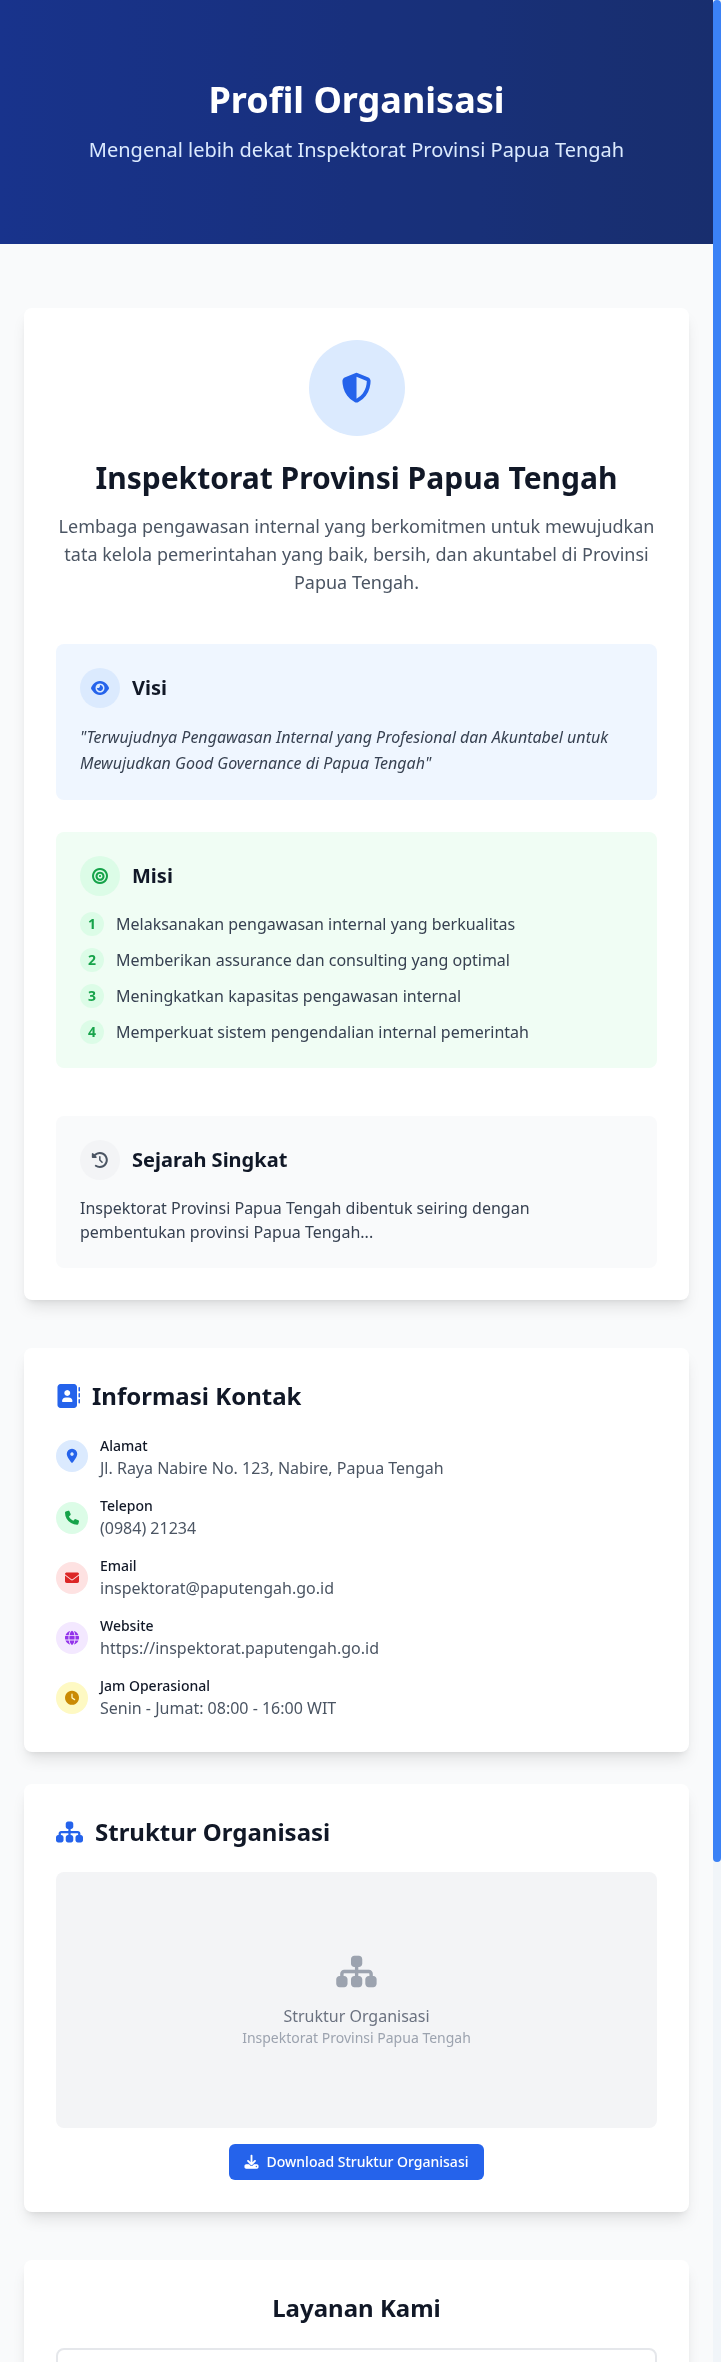 Profil Organisasi
Mengenal lebih dekat Inspektorat Provinsi Papua Tengah
Inspektorat Provinsi Papua Tengah
Lembaga pengawasan internal yang berkomitmen untuk mewujudkan
tata kelola pemerintahan yang baik, bersih, dan akuntabel di Provinsi
Papua Tengah.
Visi
"Terwujudnya Pengawasan Internal yang Profesional dan Akuntabel untuk
Mewujudkan Good Governance di Papua Tengah"
Misi
1 Melaksanakan pengawasan internal yang berkualitas
2 Memberikan assurance dan consulting yang optimal
3 Meningkatkan kapasitas pengawasan internal
4 Memperkuat sistem pengendalian internal pemerintah
Sejarah Singkat
Inspektorat Provinsi Papua Tengah dibentuk seiring dengan
pembentukan provinsi Papua Tengah...
Informasi Kontak
Alamat
Jl. Raya Nabire No. 123, Nabire, Papua Tengah
Telepon
(0984) 21234
Email
inspektorat@paputengah.go.id
Website
https://inspektorat.paputengah.go.id
Jam Operasional
Senin - Jumat: 08:00 - 16:00 WIT
Struktur Organisasi
Struktur Organisasi
Inspektorat Provinsi Papua Tengah
Download Struktur Organisasi
Layanan Kami